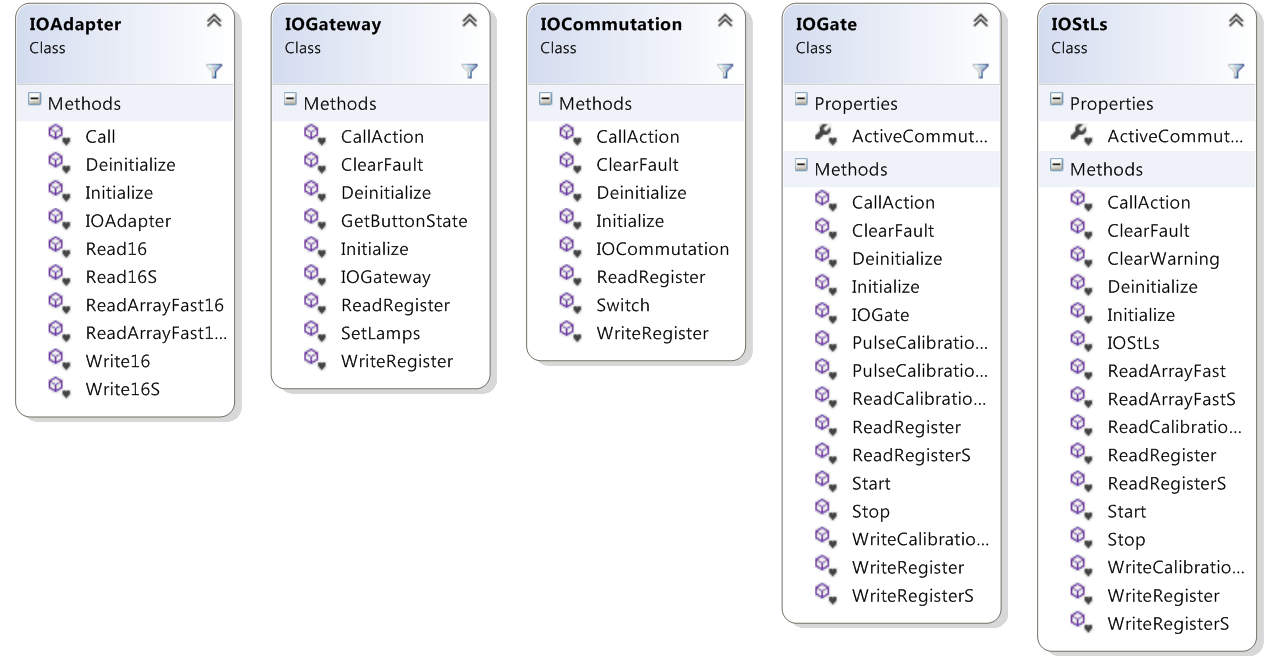 IOAdapter
Class
Methods
Call
Deinitialize
Initialize
IOAdapter
Read16
Read16S
ReadArrayFast16
ReadArrayFast1...
Write16
Write16S
IOGateway
Class
Methods
CallAction
ClearFault
Deinitialize
GetButtonState
Initialize
IOGateway
ReadRegister
SetLamps
WriteRegister
IOCommutation
Class
Methods
CallAction
ClearFault
Deinitialize
Initialize
IOCommutation
ReadRegister
Switch
WriteRegister
IOGate
Class
Properties
ActiveCommut...
Methods
CallAction
ClearFault
Deinitialize
Initialize
IOGate
PulseCalibratio...
PulseCalibratio...
ReadCalibratio...
ReadRegister
ReadRegisterS
Start
Stop
WriteCalibratio...
WriteRegister
WriteRegisterS
IOStLs
Class
Properties
ActiveCommut...
Methods
CallAction
ClearFault
ClearWarning
Deinitialize
Initialize
IOStLs
ReadArrayFast
ReadArrayFastS
ReadCalibratio...
ReadRegister
ReadRegisterS
Start
Stop
WriteCalibratio...
WriteRegister
WriteRegisterS